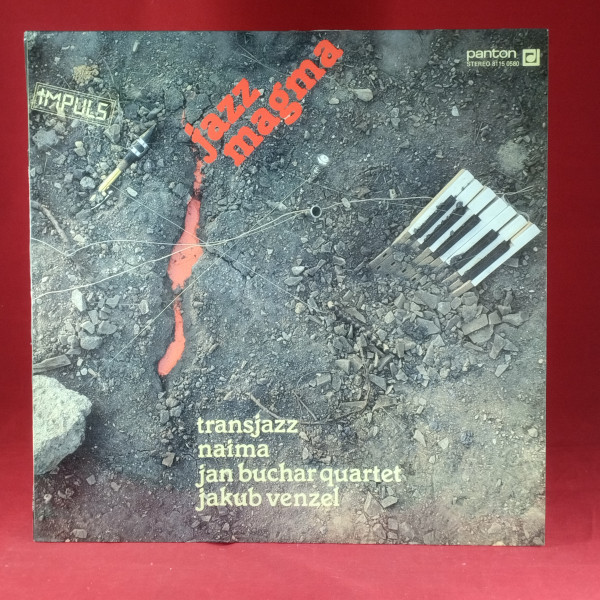 panton
STEREO 8115 0580
IMPULS
jazz
magma
transjazz
naima
jan buchar quartet
jakub venzel